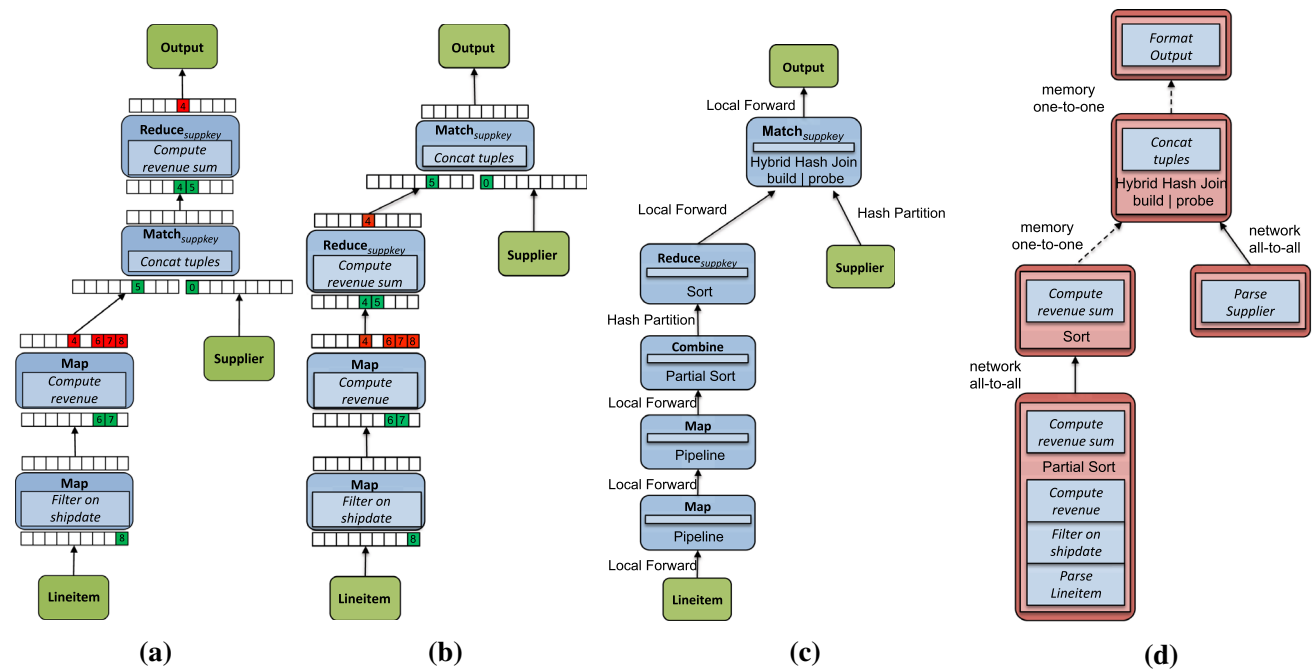 Output
4
Reduce suppkey
Compute
revenue sum
4 5
Match suppkey
Concat tuples
5 0
4 6 7 8
Map
Compute
revenue
Supplier
6 7
Map
Filter on
shipdate
8
Lineitem
(a)
Output
Match suppkey
Concat tuples
5 0
4
Reduce suppkey
Compute
revenue sum
Supplier
4 5
4 6 7 8
Map
Compute
revenue
6 7
Map
Filter on
shipdate
8
Lineitem
(b)
Output
Local Forward
Match suppkey
Hybrid Hash Join
build | probe
Local Forward
Hash Partition
Reduce suppkey
Sort
Supplier
Hash Partition
Combine
Partial Sort
Local Forward
Map
Pipeline
Local Forward
Map
Pipeline
Local Forward
Lineitem
(c)
Format
Output
memory
one-to-one
Concat
tuples
Hybrid Hash Join
build | probe
memory
one-to-one
network
all-to-all
Compute
revenue sum
Sort
Parse
Supplier
network
all-to-all
Compute
revenue sum
Partial Sort
Compute
revenue
Filter on
shipdate
Parse
Lineitem
(d)